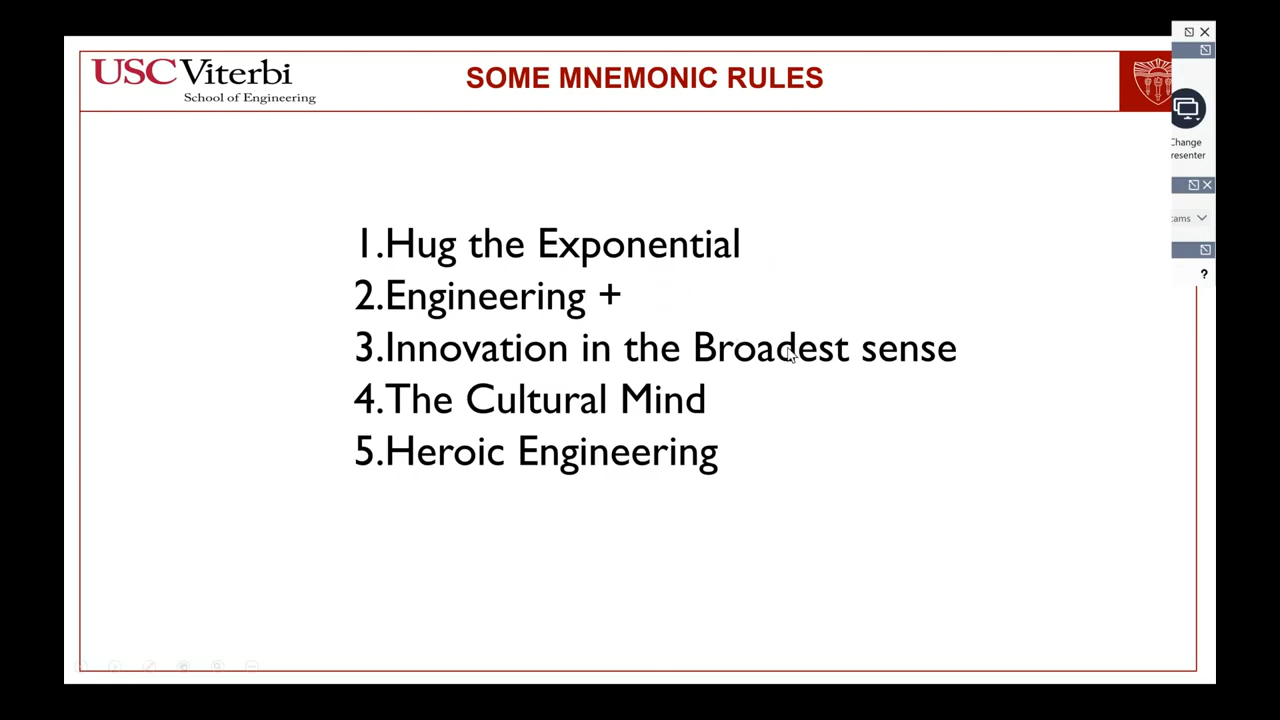 USC Viterbi
School of Engineering
SOME MNEMONIC RULES
Change
resenter
ams
?
1.Hug the Exponential
2.Engineering +
3.Innovation in the Broadest sense
4.The Cultural Mind
5.Heroic Engineering